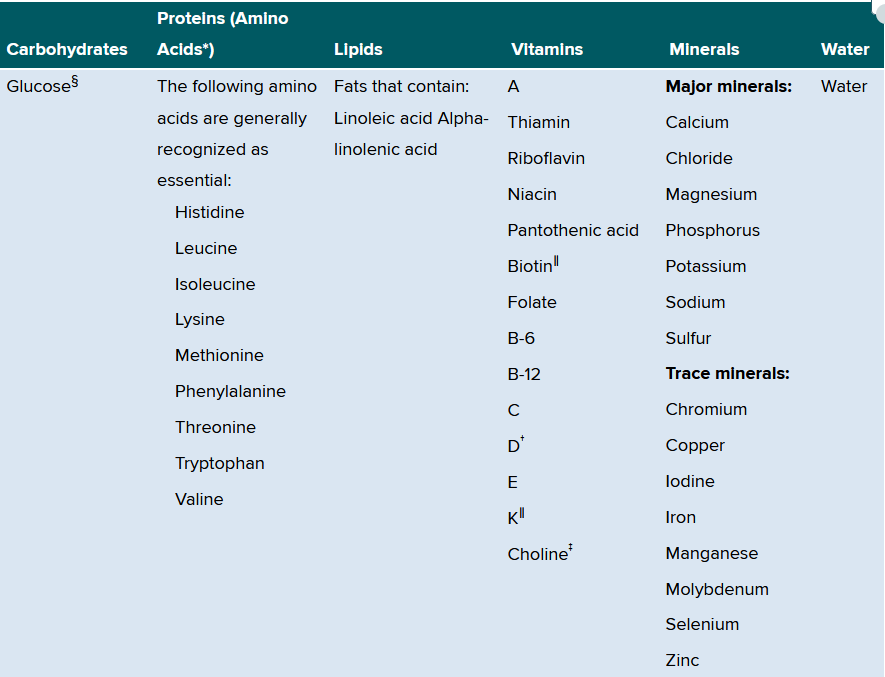 Carbohydrates
Proteins (Amino
Acids*)
Lipids
Vitamins
Minerals
Water
Glucose§
The following amino
acids are generally
recognized as
essential:
Histidine
Leucine
Isoleucine
Lysine
Methionine
Phenylalanine
Threonine
Tryptophan
Valine
Fats that contain:
Linoleic acid Alpha-
linolenic acid
A
Thiamin
Riboflavin
Niacin
Pantothenic acid
Biotin‖
Folate
B-6
B-12
C
D†
E
K‖
Choline‡
Major minerals:
Calcium
Chloride
Magnesium
Phosphorus
Potassium
Sodium
Sulfur
Trace minerals:
Chromium
Copper
Iodine
Iron
Manganese
Molybdenum
Selenium
Zinc
Water